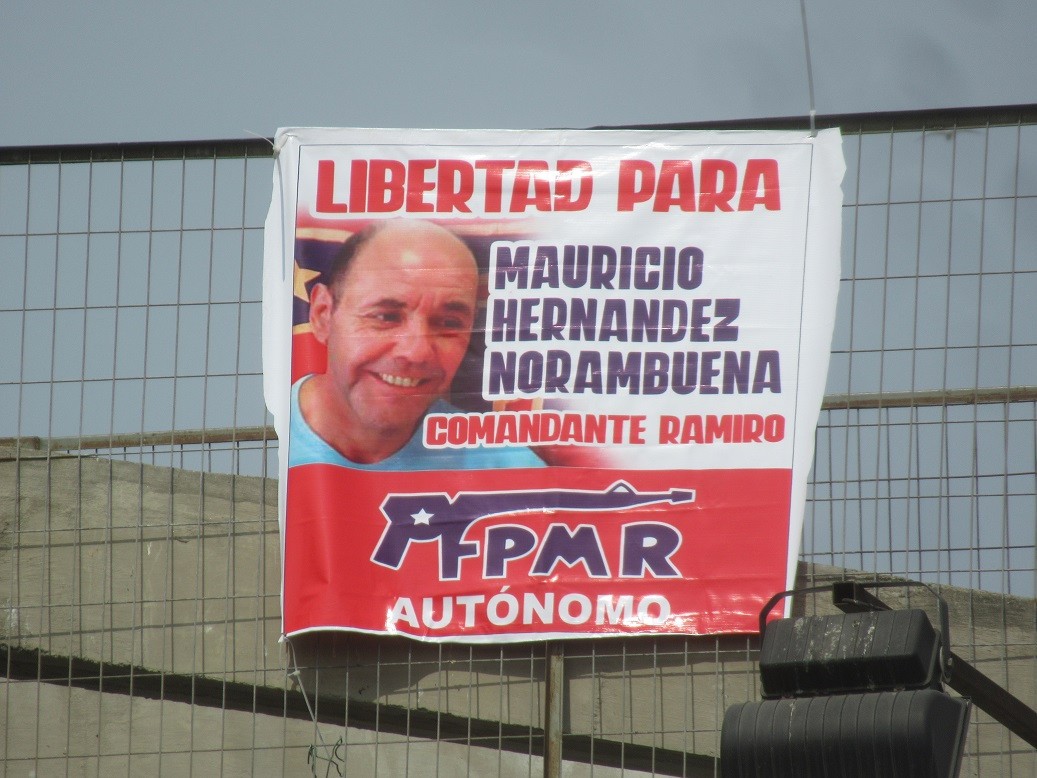 LIBERTAD PARA
MAURICIO
HERNANDEZ
NORAMBUENA
COMANDANTE RAMIRO
FPMR
AUTÓNOMO.